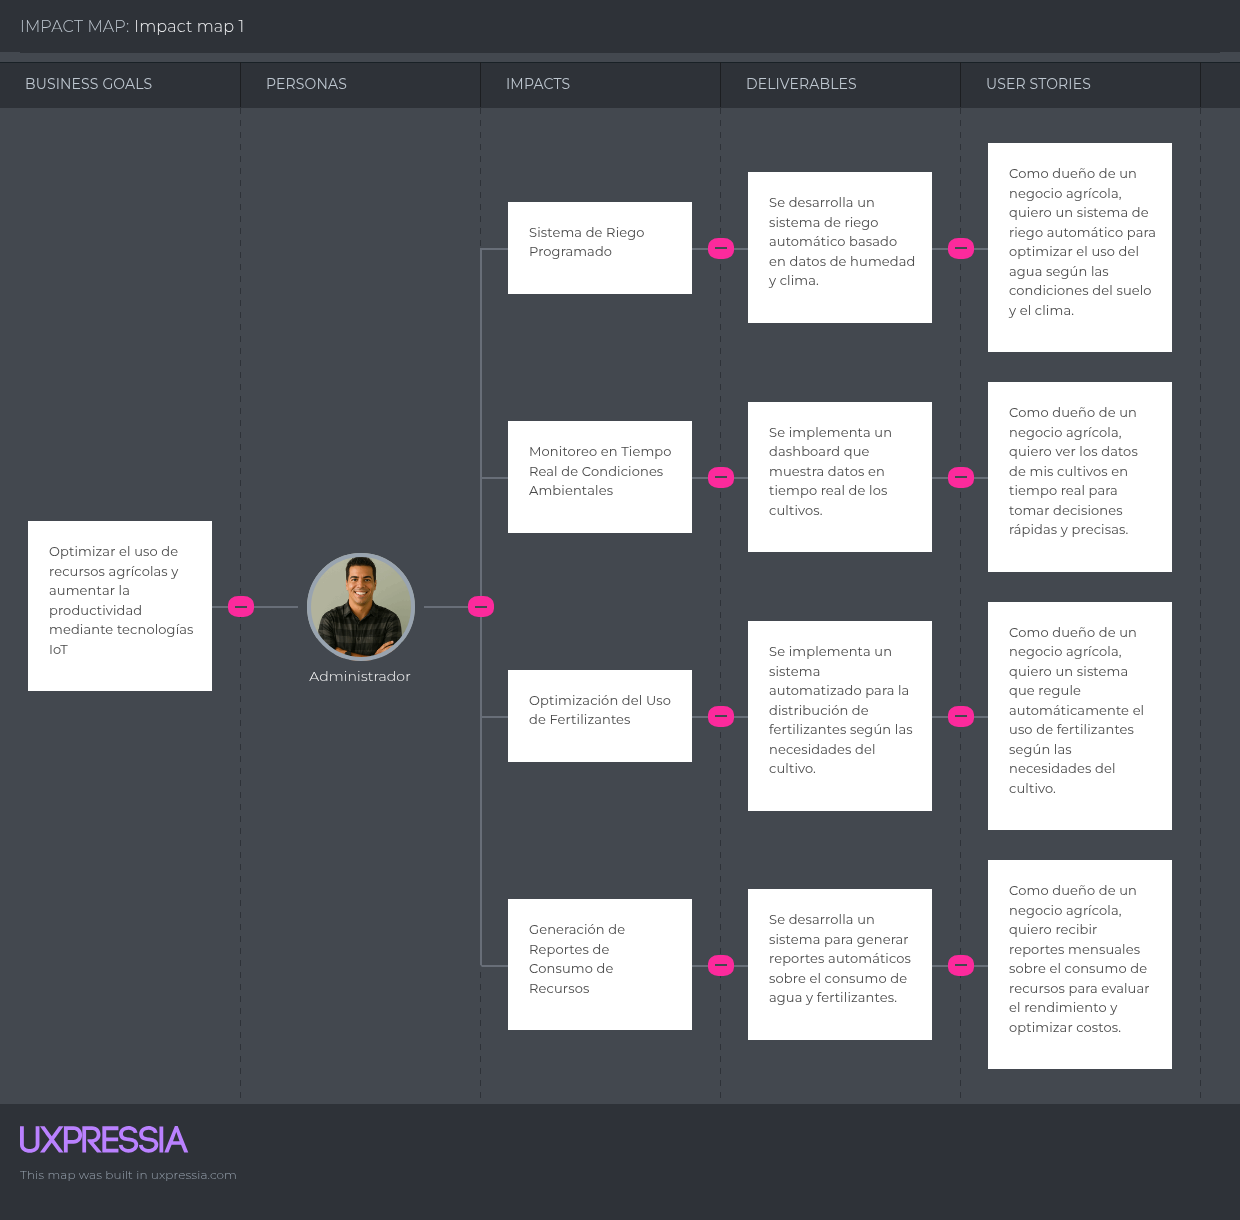 IMPACT MAP: Impact map 1
BUSINESS GOALS
PERSONAS
IMPACTS
DELIVERABLES
USER STORIES
Optimizar el uso de
recursos agrícolas y
aumentar la
productividad
mediante tecnologías
IoT
Administrador
Sistema de Riego
Programado
Se desarrolla un
sistema de riego
automático basado
en datos de humedad
y clima.
Como dueño de un
negocio agrícola,
quiero un sistema de
riego automático para
optimizar el uso del
agua según las
condiciones del suelo
y el clima.
Monitoreo en Tiempo
Real de Condiciones
Ambientales
Se implementa un
dashboard que
muestra datos en
tiempo real de los
cultivos.
Como dueño de un
negocio agrícola,
quiero ver los datos
de mis cultivos en
tiempo real para
tomar decisiones
rápidas y precisas.
Optimización del Uso
de Fertilizantes
Se implementa un
sistema
automatizado para la
distribución de
fertilizantes según las
necesidades del
cultivo.
Como dueño de un
negocio agrícola,
quiero un sistema
que regule
automáticamente el
uso de fertilizantes
según las
necesidades del
cultivo.
Generación de
Reportes de
Consumo de
Recursos
Se desarrolla un
sistema para generar
reportes automáticos
sobre el consumo de
agua y fertilizantes.
Como dueño de un
negocio agrícola,
quiero recibir
reportes mensuales
sobre el consumo de
recursos para evaluar
el rendimiento y
optimizar costos.
UXPRESSIA
This map was built in uxpressia.com